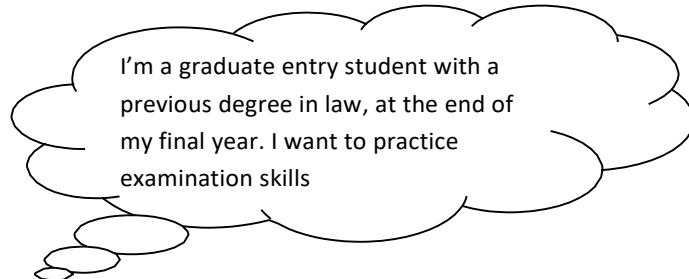 I’m a graduate entry student with a
previous degree in law, at the end of
my final year. I want to practice
examination skills